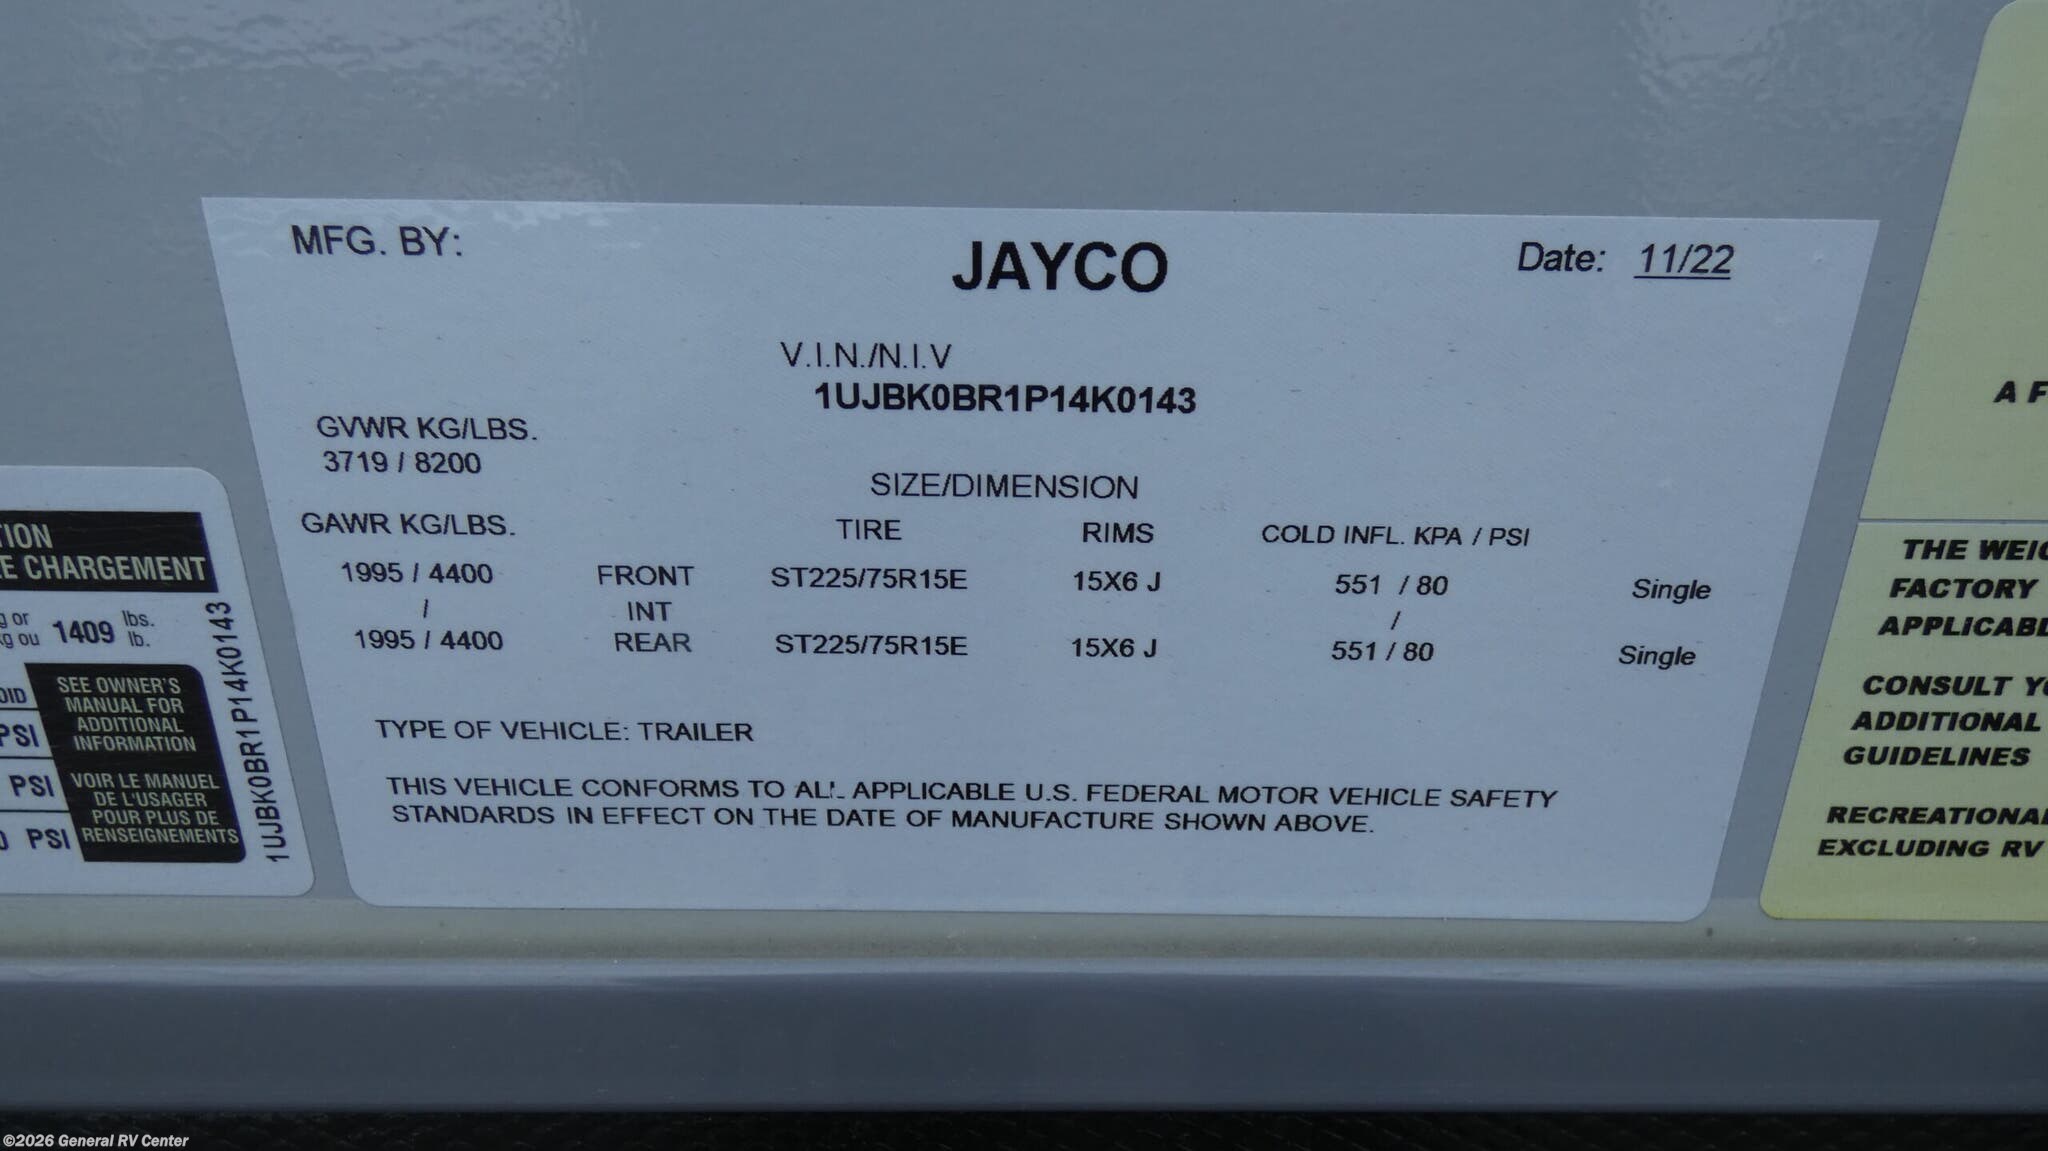 MFG. BY:
JAYCO
Date: 11/22
V.I.N./N.I.V
1UJBK0BR1P14K0143
GVWR KG/LBS.
3719 / 8200
SIZE/DIMENSION
GAWR KG/LBS.
TIRE
RIMS
COLD INFL. KPA / PSI
1995 / 4400 FRONT ST225/75R15E 15X6 J 551 / 80 Single
/ INT /
1995 / 4400 REAR ST225/75R15E 15X6 J 551 / 80 Single
TYPE OF VEHICLE: TRAILER
THIS VEHICLE CONFORMS TO ALL APPLICABLE U.S. FEDERAL MOTOR VEHICLE SAFETY
STANDARDS IN EFFECT ON THE DATE OF MANUFACTURE SHOWN ABOVE.
CHARGEMENT
or 1409 lbs.
ou lb.
SEE OWNER'S
MANUAL FOR
ADDITIONAL
INFORMATION
PSI
PSI
PSI
VOIR LE MANUEL
DE L'USAGER
POUR PLUS DE
RENSEIGNEMENTS
1UJBK0BR1P14K0143
A
THE
FACTORY
CONSULT
ADDITIONAL
GUIDELINES
EXCLUDING RV
©2026 General RV Center